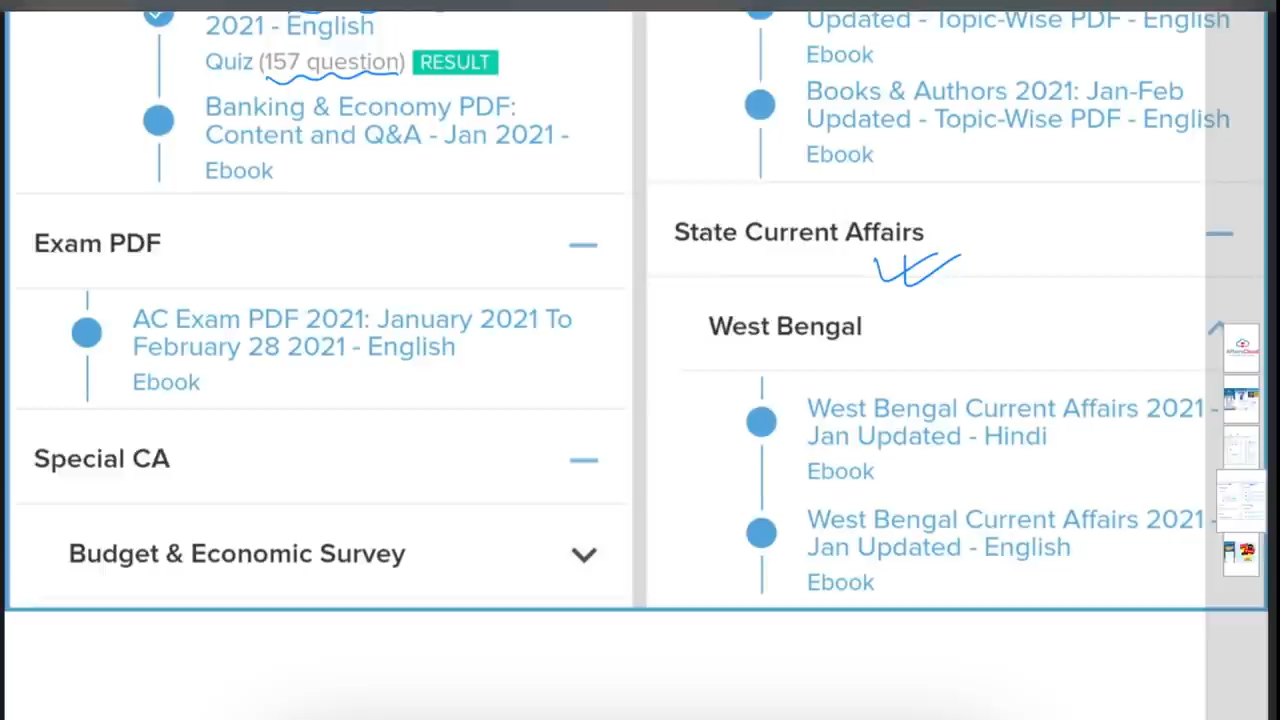 2021 - English
Quiz (157 question) RESULT
Banking & Economy PDF:
Content and Q&A - Jan 2021 -
Ebook
Exam PDF
AC Exam PDF 2021: January 2021 To
February 28 2021 - English
Ebook
Special CA
Budget & Economic Survey
Updated - Topic-Wise PDF - English
Ebook
Books & Authors 2021: Jan-Feb
Updated - Topic-Wise PDF - English
Ebook
State Current Affairs
West Bengal
West Bengal Current Affairs 2021 -
Jan Updated - Hindi
Ebook
West Bengal Current Affairs 2021 -
Jan Updated - English
Ebook